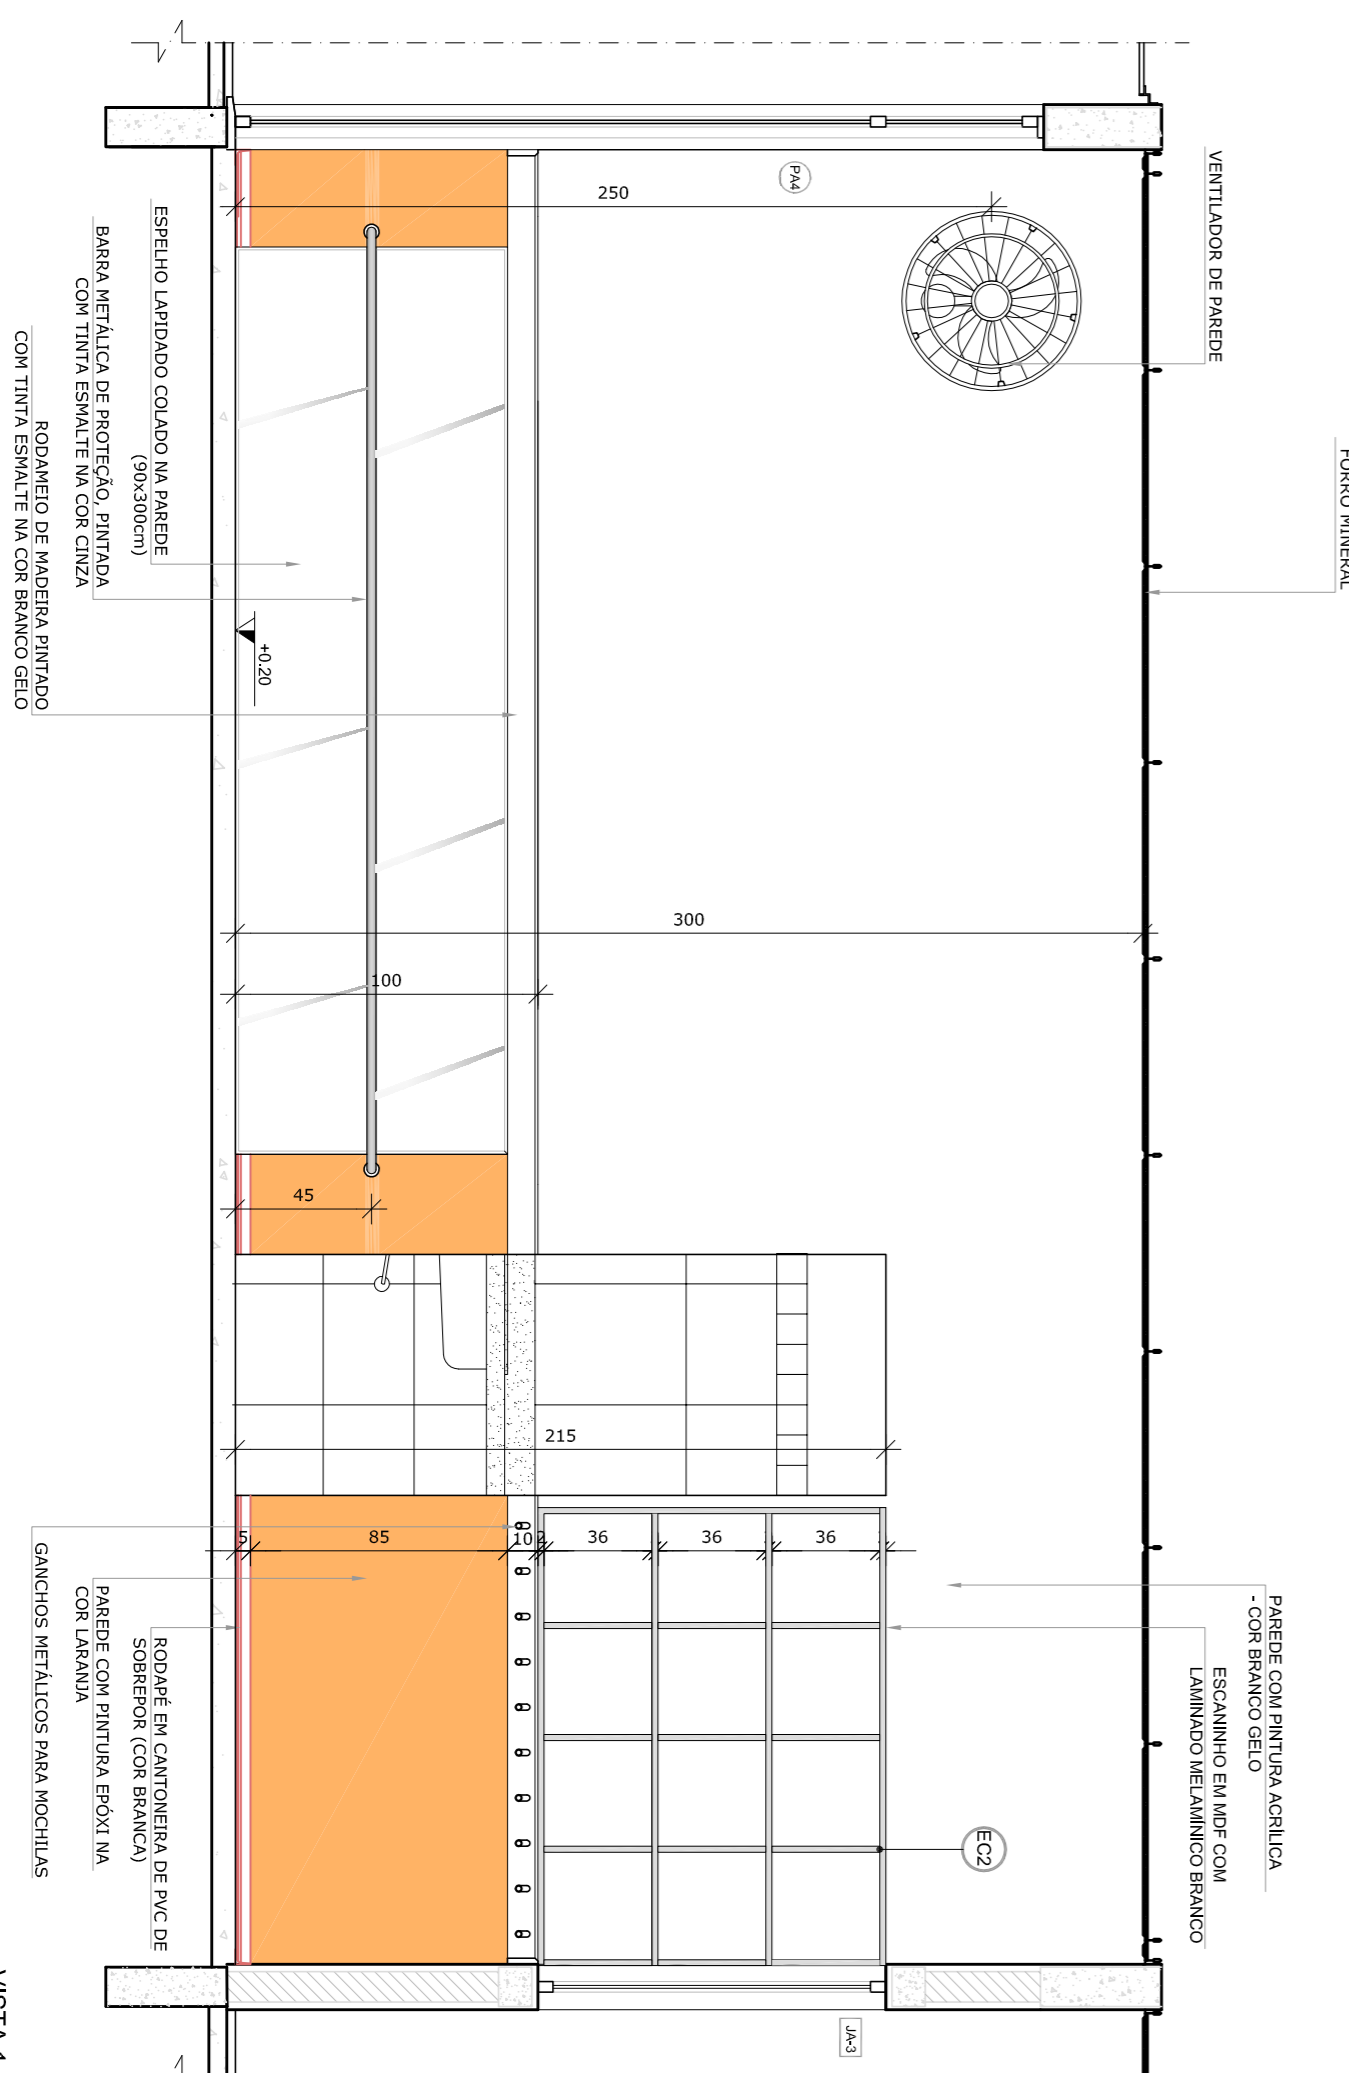 FORRO MINERAL
VENTILADOR DE PAREDE
PAREDE COM PINTURA ACRÍLICA
- COR BRANCO GELO
ESCANINHO EM MDF COM
LAMINADO MELAMÍNICO BRANCO
PA4
250
EC2
JA-3
300
100
215
45
5
85
10
2
36
36
36
+0.20
ESPELHO LAPIDADO COLADO NA PAREDE
(90x300cm)
BARRA METÁLICA DE PROTEÇÃO, PINTADA
COM TINTA ESMALTE NA COR CINZA
RODAMEIO DE MADEIRA PINTADO
COM TINTA ESMALTE NA COR BRANCO GELO
RODAPÉ EM CANTONEIRA DE PVC DE
SOBREPOR (COR BRANCA)
PAREDE COM PINTURA EPÓXI NA
COR LARANJA
GANCHOS METÁLICOS PARA MOCHILAS
VISTA 1